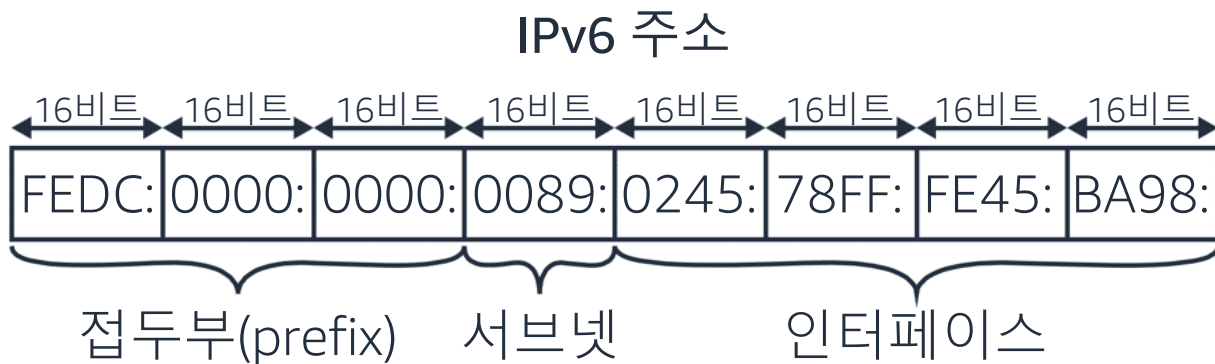 IPv6 주소
16비트 16비트 16비트 16비트 16비트 16비트 16비트 16비트
FEDC: 0000: 0000: 0089: 0245: 78FF: FE45: BA98:
접두부(prefix) 서브넷 인터페이스